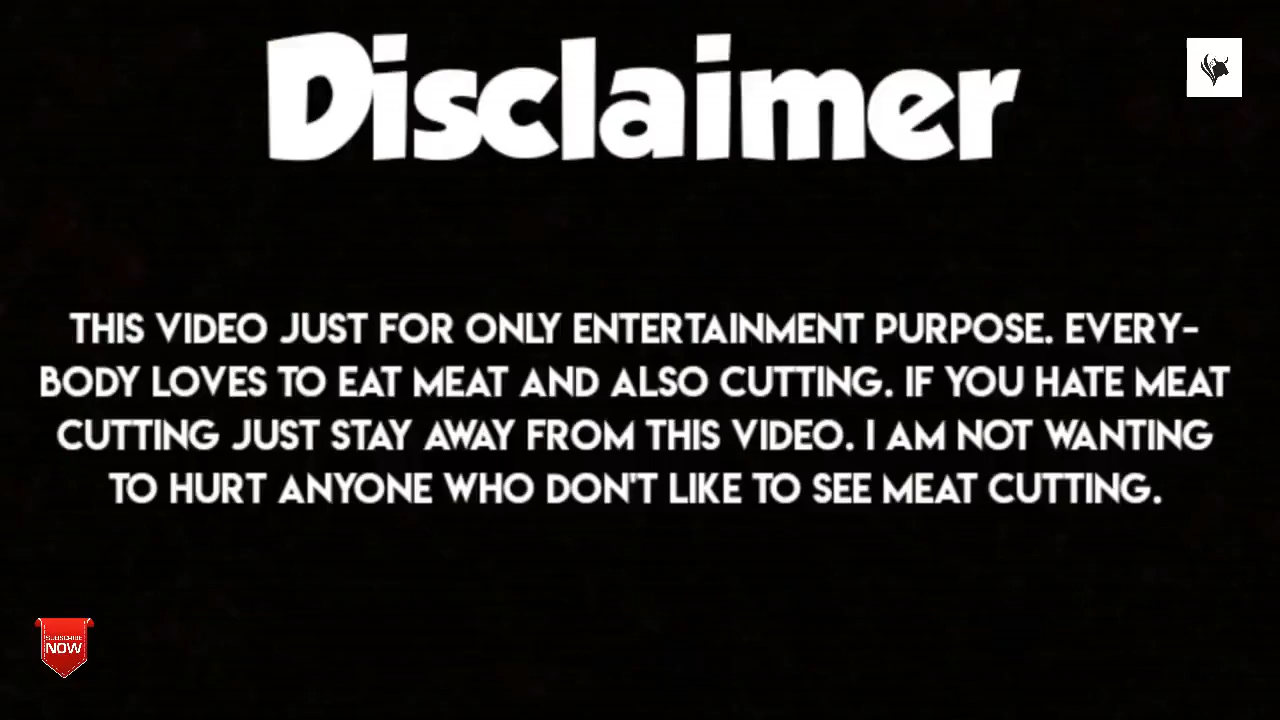 Disclaimer
THIS VIDEO JUST FOR ONLY ENTERTAINMENT PURPOSE. EVERY-
BODY LOVES TO EAT MEAT AND ALSO CUTTING. IF YOU HATE MEAT
CUTTING JUST STAY AWAY FROM THIS VIDEO. I AM NOT WANTING
TO HURT ANYONE WHO DON'T LIKE TO SEE MEAT CUTTING.
SUBSCRIBE
NOW